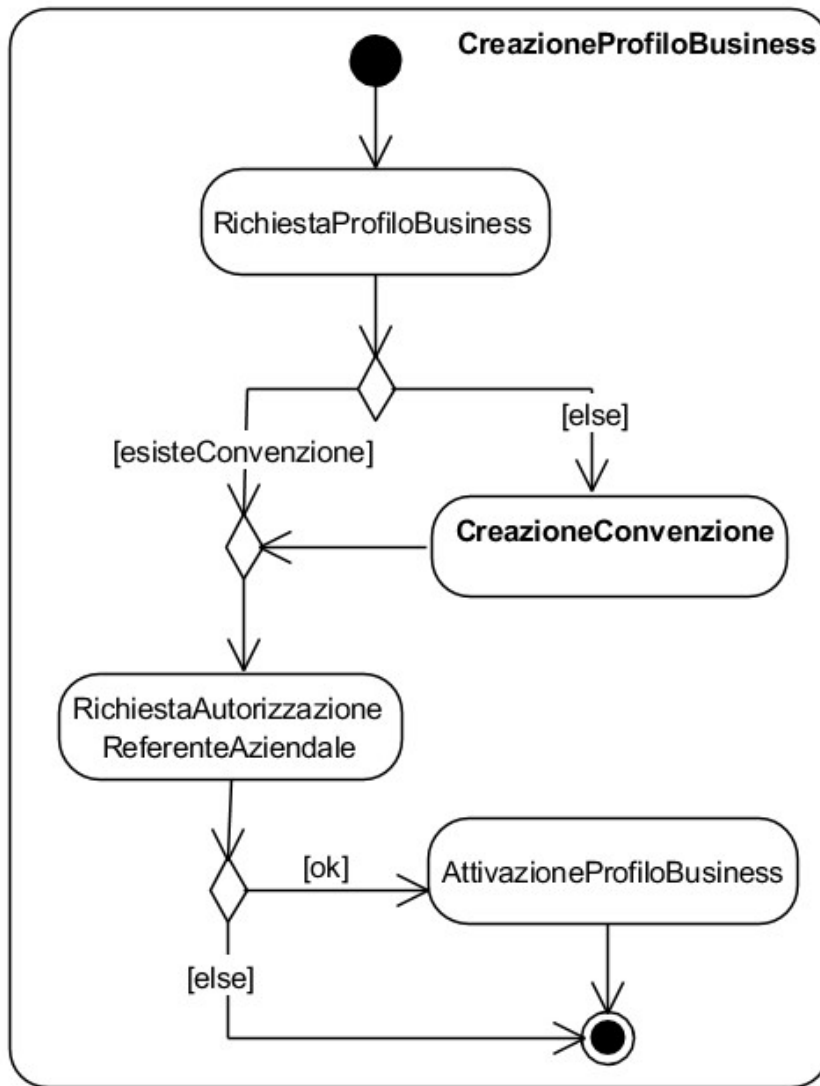 CreazioneProfiloBusiness
RichiestaProfiloBusiness
[else]
[esisteConvenzione]
CreazioneConvenzione
RichiestaAutorizzazione
ReferenteAziendale
[ok]
AttivazioneProfiloBusiness
[else]